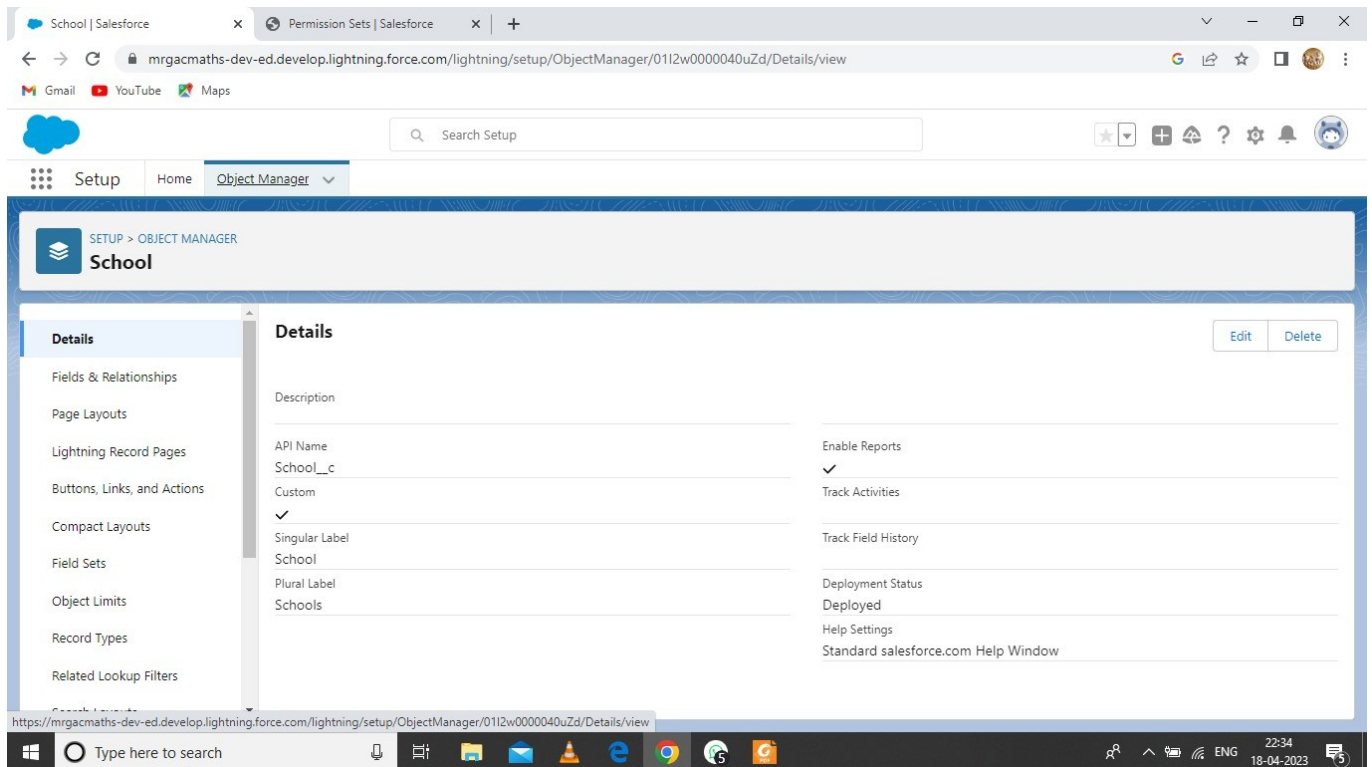 School | Salesforce
Permission Sets | Salesforce
mrgacmaths-dev-ed.develop.lightning.force.com/lightning/setup/ObjectManager/01I2w0000040uZd/Details/view
Gmail YouTube Maps
Search Setup
Setup Home Object Manager
SETUP > OBJECT MANAGER
School
Details
Fields & Relationships
Page Layouts
Lightning Record Pages
Buttons, Links, and Actions
Compact Layouts
Field Sets
Object Limits
Record Types
Related Lookup Filters
Details
Edit Delete
Description
API Name
School__c
Custom
Singular Label
School
Plural Label
Schools
Enable Reports
Track Activities
Track Field History
Deployment Status
Deployed
Help Settings
Standard salesforce.com Help Window
https://mrgacmaths-dev-ed.develop.lightning.force.com/lightning/setup/ObjectManager/01I2w0000040uZd/Details/view
Type here to search
ENG
22:34
18-04-2023